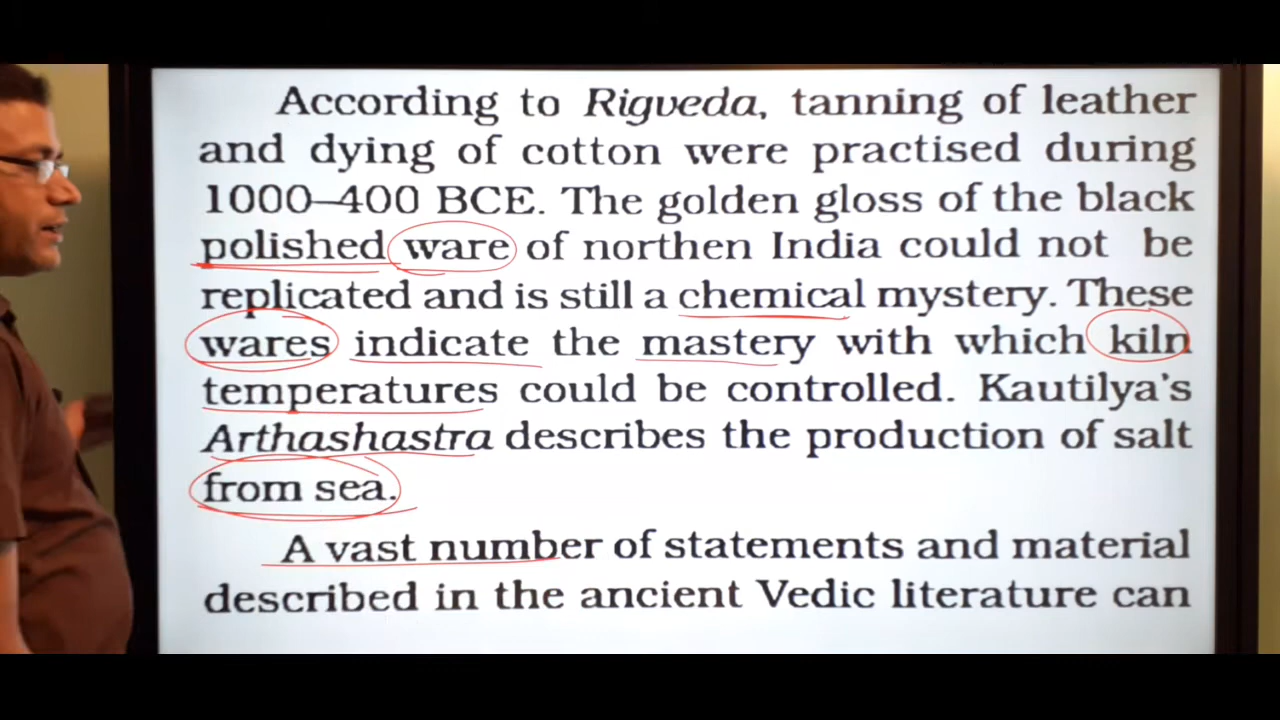 According to Rigveda, tanning of leather
and dying of cotton were practised during
1000–400 BCE. The golden gloss of the black
polished ware of northen India could not be
replicated and is still a chemical mystery. These
wares indicate the mastery with which kiln
temperatures could be controlled. Kautilya's
Arthashastra describes the production of salt
from sea.
A vast number of statements and material
described in the ancient Vedic literature can